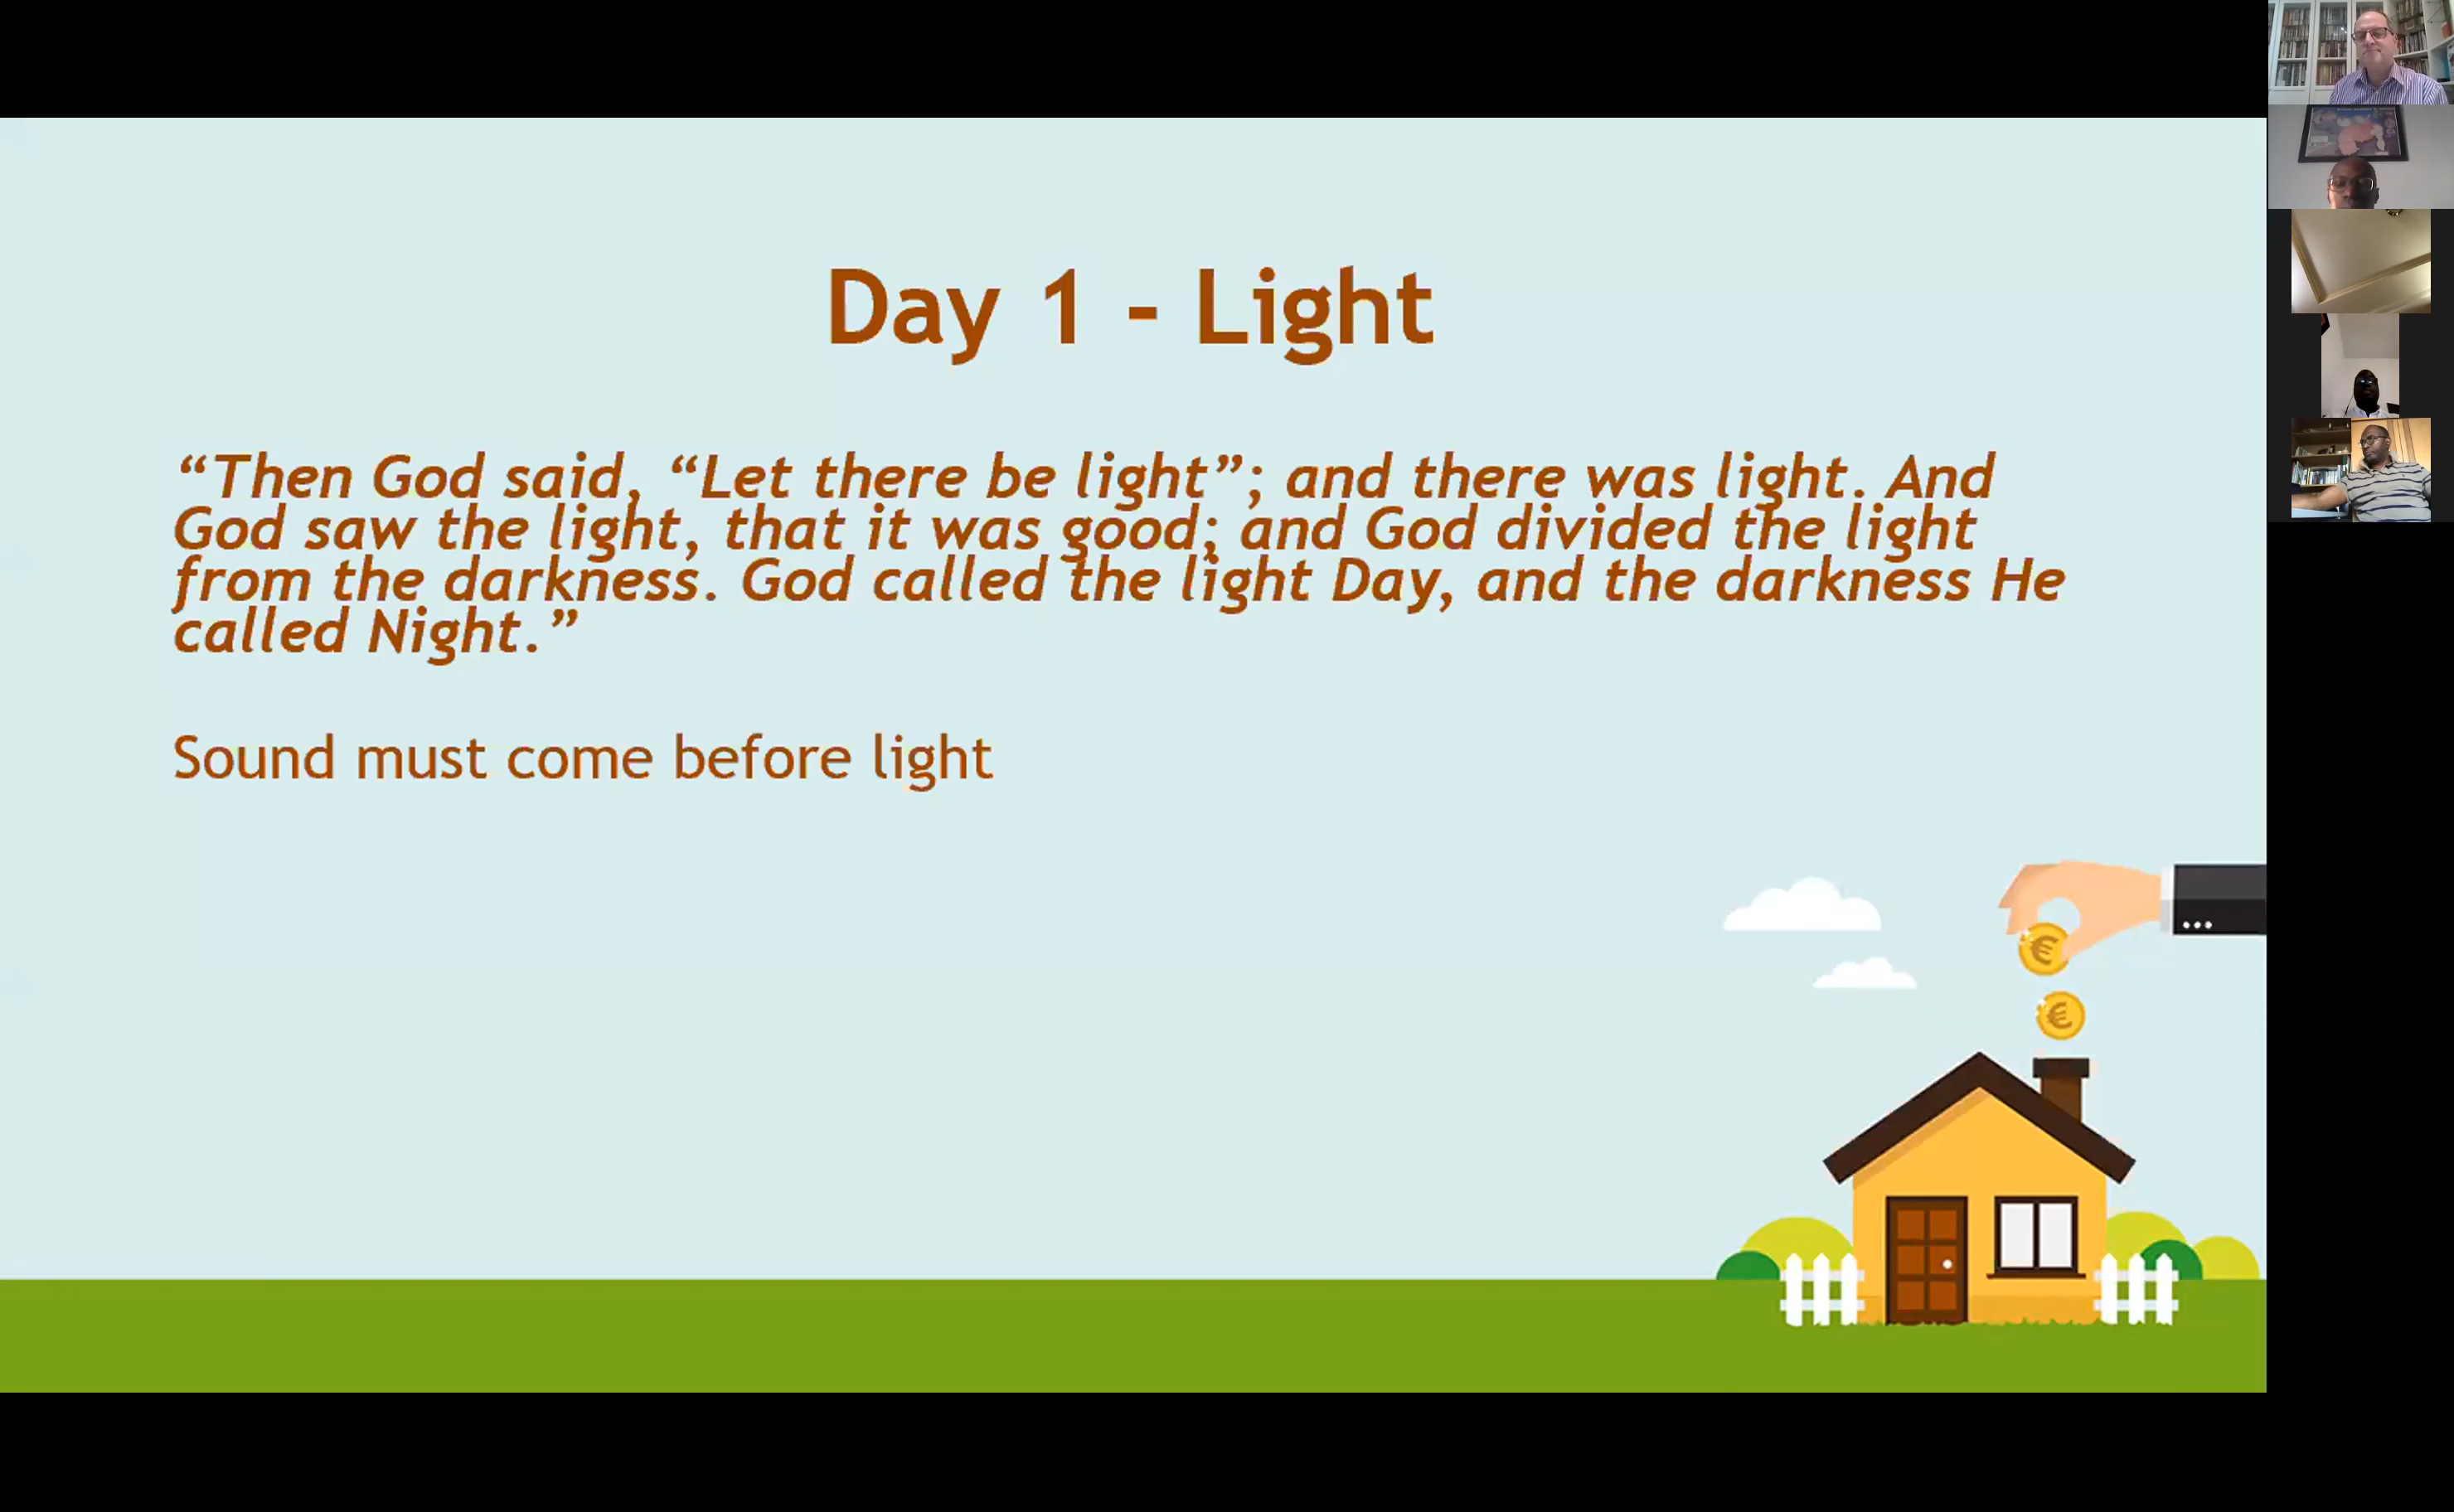 Day 1 - Light
“Then God said, “Let there be light”; and there was light. And
God saw the light, that it was good; and God divided the light
from the darkness. God called the light Day, and the darkness He
called Night.”
Sound must come before light
€
€